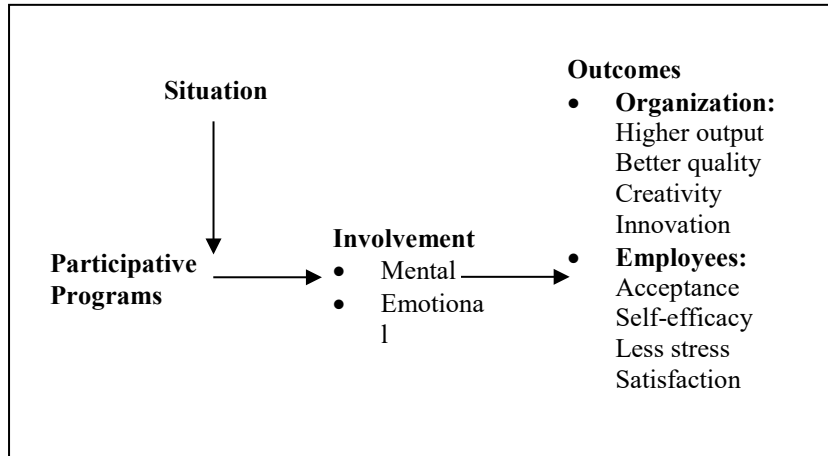 Situation
Participative
Programs
Involvement
• Mental
• Emotiona
l
Outcomes
• Organization:
Higher output
Better quality
Creativity
Innovation
• Employees:
Acceptance
Self-efficacy
Less stress
Satisfaction